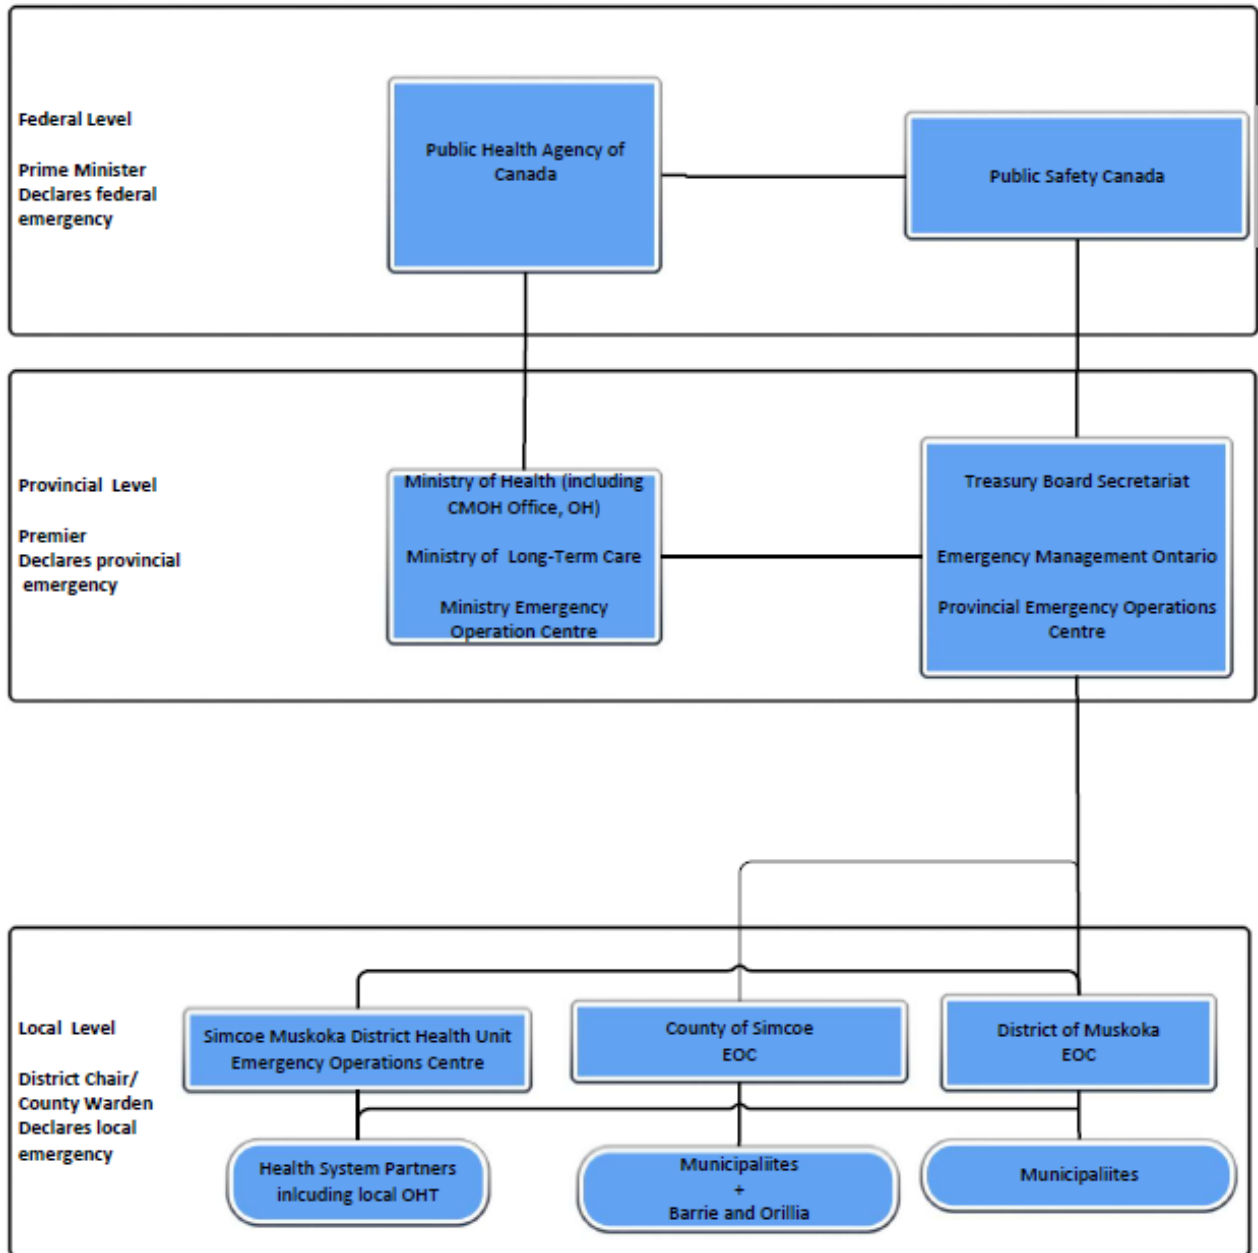 Federal Level
Prime Minister
Declares federal
emergency
Public Health Agency of
Canada
Public Safety Canada
Provincial Level
Premier
Declares provincial
emergency
Ministry of Health (including
CMOH Office, OH)
Ministry of Long-Term Care
Ministry Emergency
Operation Centre
Treasury Board Secretariat
Emergency Management Ontario
Provincial Emergency Operations
Centre
Local Level
District Chair/
County Warden
Declares local
emergency
Simcoe Muskoka District Health Unit
Emergency Operations Centre
County of Simcoe
EOC
District of Muskoka
EOC
Health System Partners
inlcuding local OHT
Municipaliites
+
Barrie and Orillia
Municipaliites